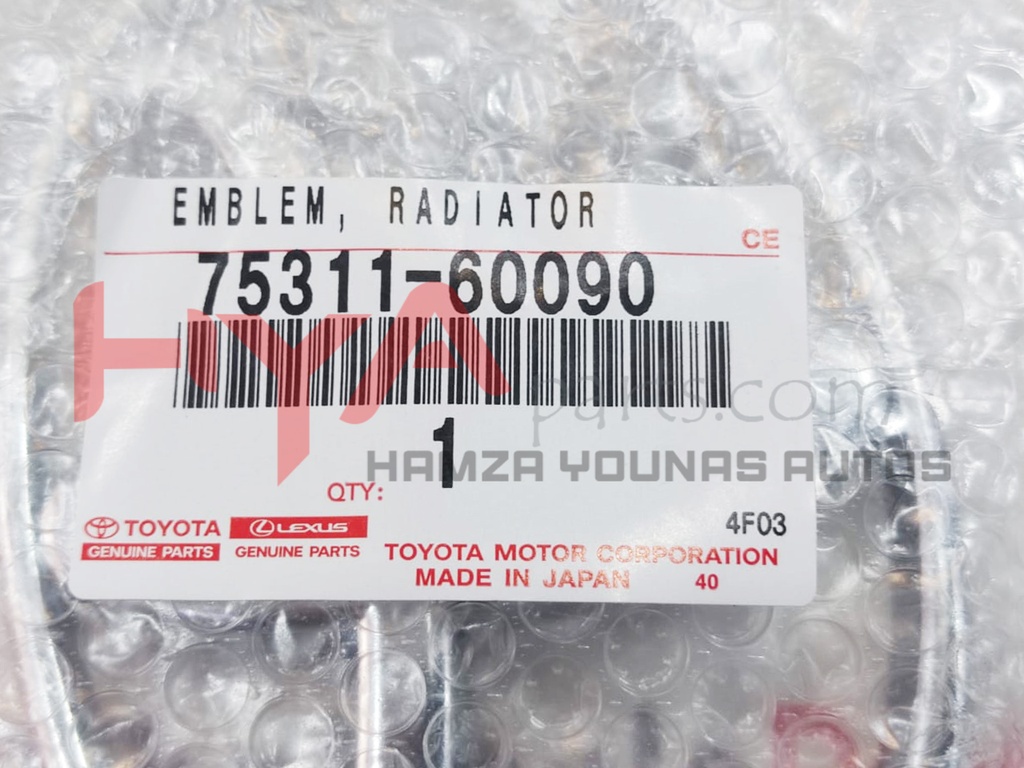 EMBLEM, RADIATOR
CE
75311-60090
HYA parts.com
1
HAMZA YOUNAS AUTOS
QTY:
TOYOTA LEXUS 4F03
GENUINE PARTS GENUINE PARTS TOYOTA MOTOR CORPORATION
MADE IN JAPAN 40